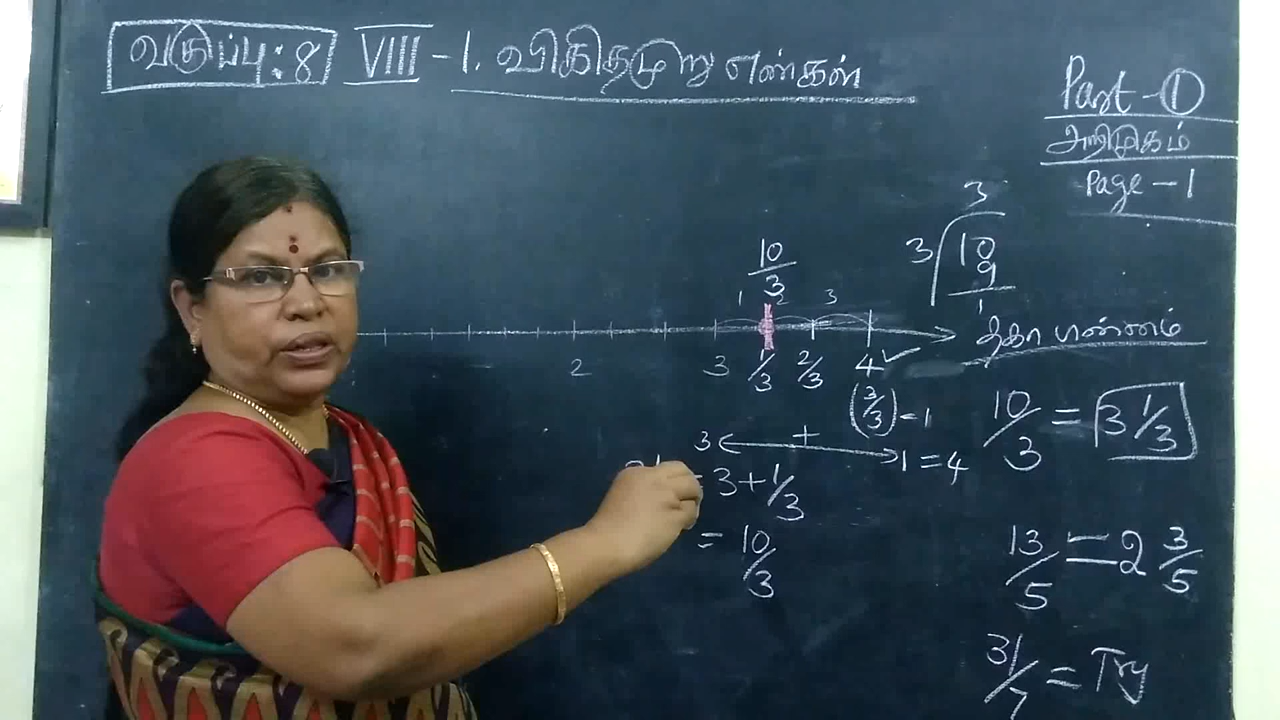 வகுப்பு: 8 VIII - 1. விகிதமுறு எண்கள்
Part - 1
அறிமுகம்
Page - 1
3
3 10
9
1
10/3
1 2 3
2 3 1/3 2/3 4 ✓
தகா பின்னம்
(3/3) = 1
10/3 = 3 1/3
3 + 1 = 4
= 3 + 1/3
= 10/3
13/5 = 2 3/5
31/7 = Try